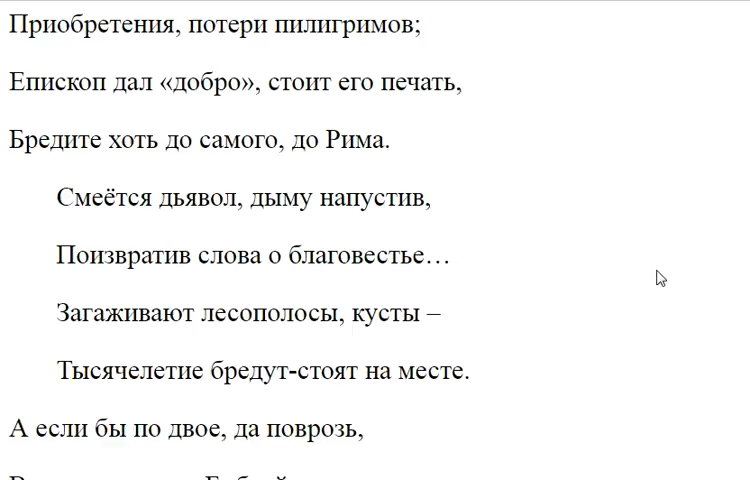 Приобретения, потери пилигримов;
Епископ дал «добро», стоит его печать,
Бредите хоть до самого, до Рима.
Смеётся дьявол, дыму напустив,
Поизвратив слова о благовестье…
Загаживают лесополосы, кусты –
Тысячелетие бредут-стоят на месте.
А если бы по двое, да поврозь,